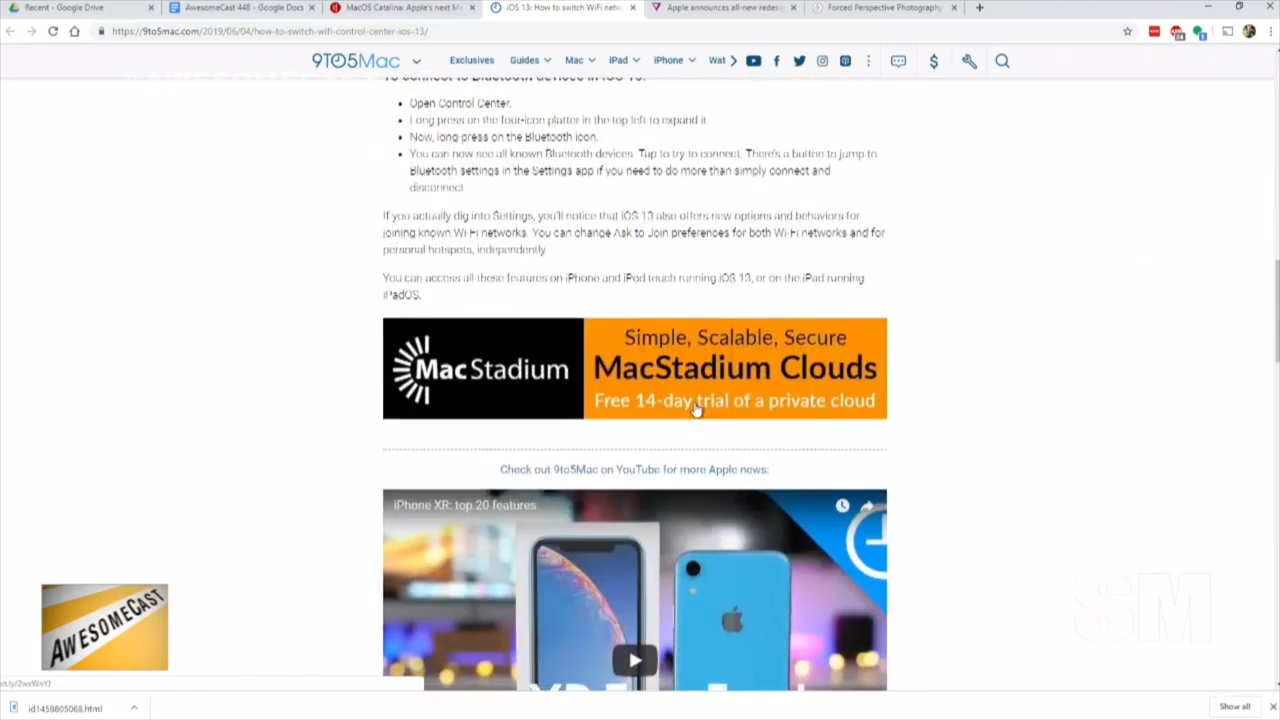 Recent - Google Drive
AwesomeCast 448 - Google Docs
MacOS Catalina: Apple's next M
iOS 13: How to switch WiFi netw
Apple announces all-new redesig
Forced Perspective Photography
https://9to5mac.com/2019/06/04/how-to-switch-wifi-control-center-ios-13/
9TO5Mac
Exclusives
Guides
Mac
iPad
iPhone
Wat
To connect to Bluetooth devices in iOS 13:
Open Control Center.
Long press on the four-icon platter in the top left to expand it
Now, long-press on the Bluetooth icon.
You can now see all known Bluetooth devices. Tap to try to connect. There's a button to jump to
Bluetooth settings in the Settings app if you need to do more than simply connect and
disconnect
If you actually dig into Settings, you'll notice that iOS 13 also offers new options and behaviors for
joining known Wi-Fi networks. You can change Ask to Join preferences for both Wi-Fi networks and for
personal hotspots, independently.
You can access all these features on iPhone and iPod touch running iOS 13, or on the iPad running
iPadOS.
MacStadium
Simple, Scalable, Secure
MacStadium Clouds
Free 14-day trial of a private cloud
Check out 9to5Mac on YouTube for more Apple news:
iPhone XR: top 20 features
AWESOMECAST
SM
id1458805068.html
Show all